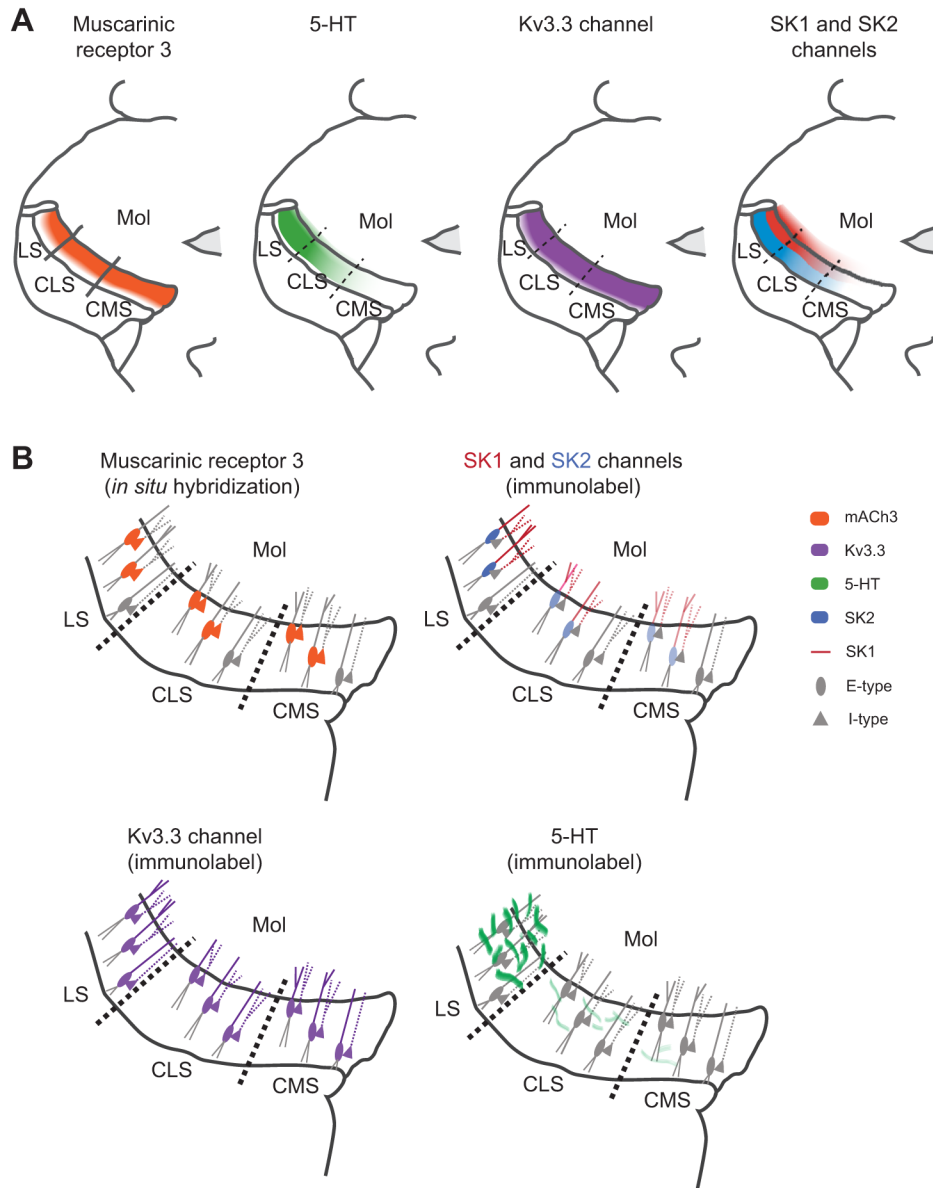 A
Muscarinic
receptor 3
5-HT
Kv3.3 channel
SK1 and SK2
channels
Mol
LS
CLS
CMS
Mol
LS
CLS
CMS
Mol
LS
CLS
CMS
Mol
LS
CLS
CMS
B
Muscarinic receptor 3
(in situ hybridization)
Mol
LS
CLS
CMS
SK1 and SK2 channels
(immunolabel)
Mol
LS
CLS
CMS
mACh3
Kv3.3
5-HT
SK2
SK1
E-type
I-type
Kv3.3 channel
(immunolabel)
Mol
LS
CLS
CMS
5-HT
(immunolabel)
Mol
LS
CLS
CMS